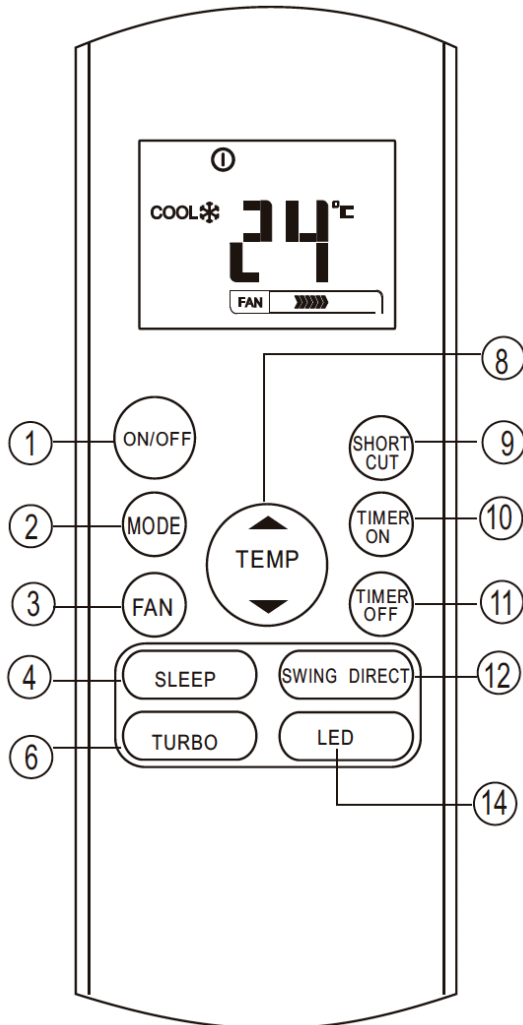 COOL 24 °C
FAN
8
1 ON/OFF
SHORT
CUT 9
2 MODE
TEMP
TIMER
ON 10
3 FAN
TIMER
OFF 11
4 SLEEP
SWING DIRECT 12
6 TURBO
LED
14